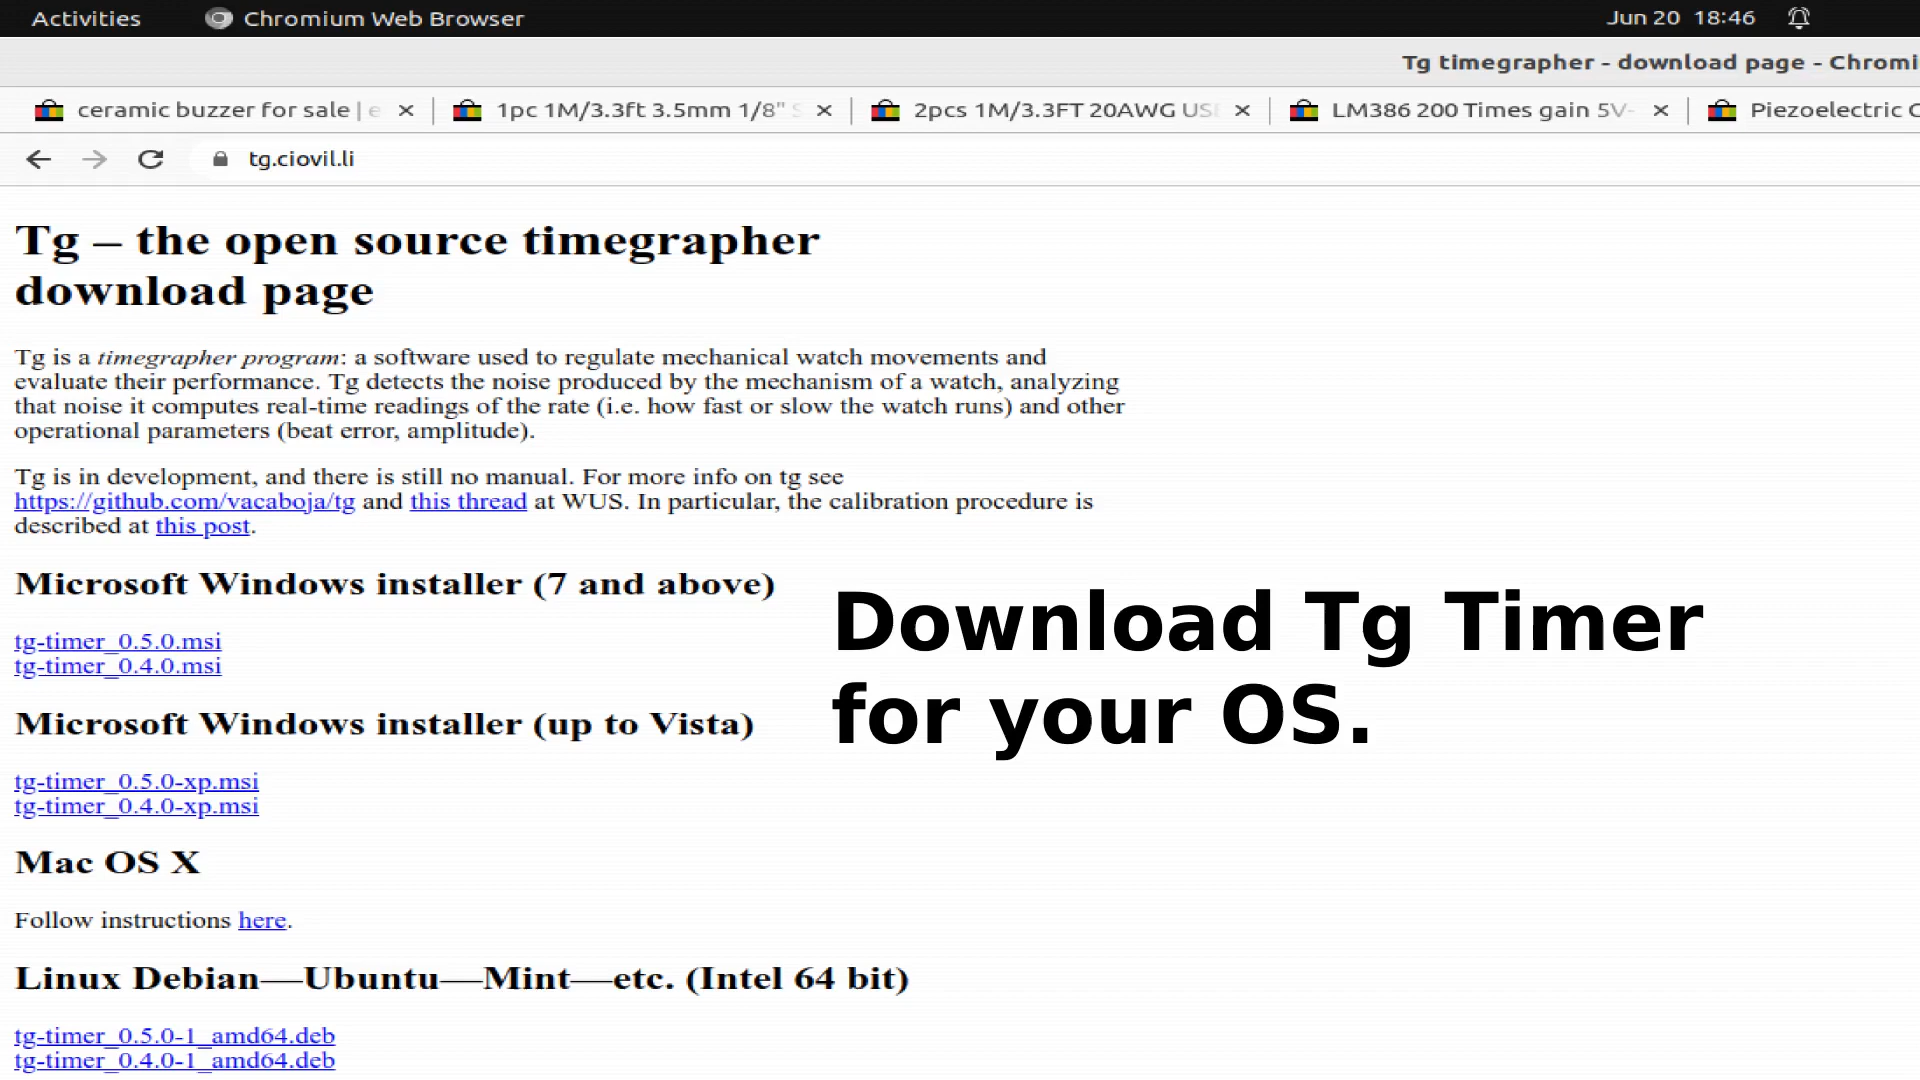 Activities Chromium Web Browser Jun 20 18:46
Tg timegrapher - download page - Chromi
ceramic buzzer for sale | e 1pc 1M/3.3ft 3.5mm 1/8" S 2pcs 1M/3.3FT 20AWG US LM386 200 Times gain 5V- Piezoelectric C
tg.ciovil.li
Tg – the open source timegrapher
download page
Tg is a timegrapher program: a software used to regulate mechanical watch movements and
evaluate their performance. Tg detects the noise produced by the mechanism of a watch, analyzing
that noise it computes real-time readings of the rate (i.e. how fast or slow the watch runs) and other
operational parameters (beat error, amplitude).
Tg is in development, and there is still no manual. For more info on tg see
https://github.com/vacaboja/tg and this thread at WUS. In particular, the calibration procedure is
described at this post.
Microsoft Windows installer (7 and above)
tg-timer_0.5.0.msi
tg-timer_0.4.0.msi
Download Tg Timer
for your OS.
Microsoft Windows installer (up to Vista)
tg-timer_0.5.0-xp.msi
tg-timer_0.4.0-xp.msi
Mac OS X
Follow instructions here.
Linux Debian—Ubuntu—Mint—etc. (Intel 64 bit)
tg-timer_0.5.0-1_amd64.deb
tg-timer_0.4.0-1_amd64.deb